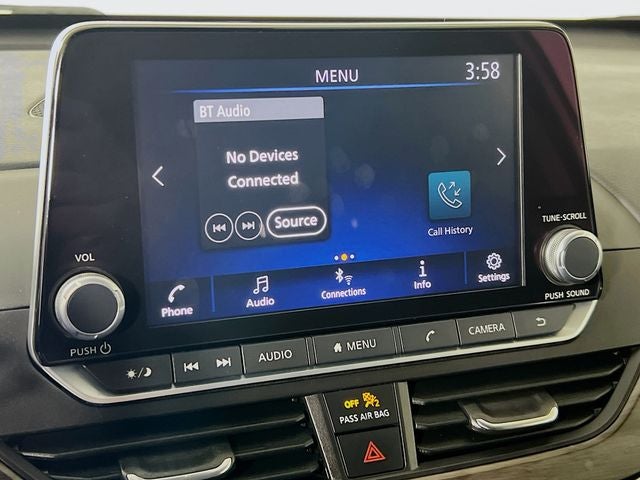 MENU
3:58
BT Audio
No Devices
Connected
Source
Call History
Phone
Audio
Connections
Info
Settings
VOL
PUSH
TUNE·SCROLL
PUSH SOUND
AUDIO
MENU
CAMERA
OFF 2
PASS AIR BAG